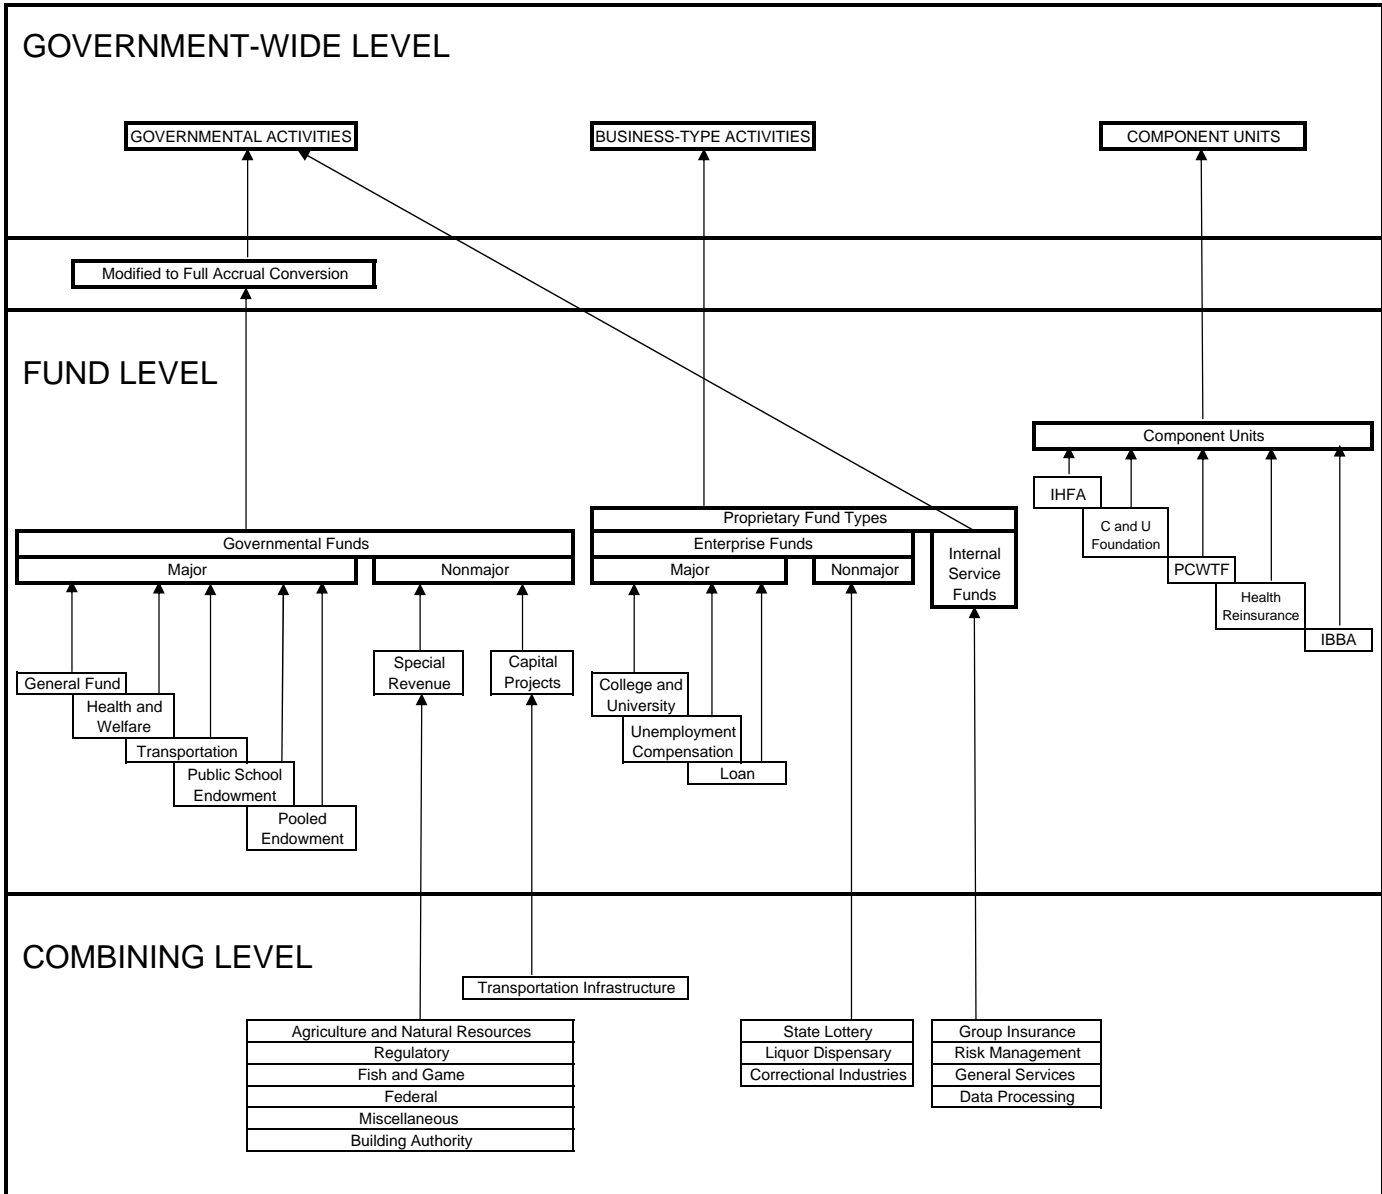 GOVERNMENT-WIDE LEVEL
GOVERNMENTAL ACTIVITIES
BUSINESS-TYPE ACTIVITIES
COMPONENT UNITS
Modified to Full Accrual Conversion
FUND LEVEL
Component Units
IHFA
C and U
Foundation
PCWTF
Health
Reinsurance
IBBA
Governmental Funds
Major
Nonmajor
General Fund
Health and
Welfare
Transportation
Public School
Endowment
Pooled
Endowment
Special
Revenue
Capital
Projects
Proprietary Fund Types
Enterprise Funds
Major
Nonmajor
Internal
Service
Funds
College and
University
Unemployment
Compensation
Loan
COMBINING LEVEL
Transportation Infrastructure
Agriculture and Natural Resources
Regulatory
Fish and Game
Federal
Miscellaneous
Building Authority
State Lottery
Liquor Dispensary
Correctional Industries
Group Insurance
Risk Management
General Services
Data Processing